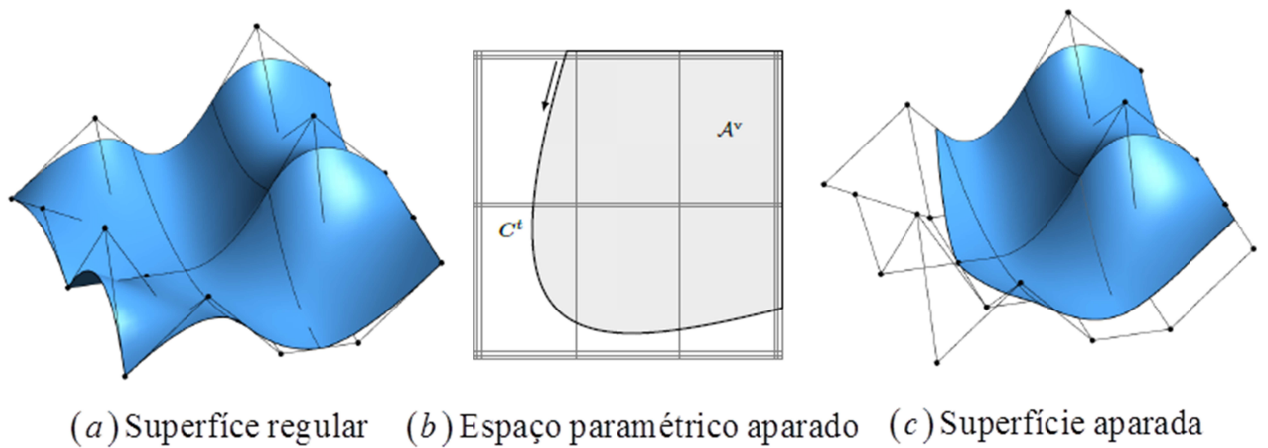 𝒜ᵛ
Cᵗ
(a) Superfíce regular
(b) Espaço paramétrico aparado
(c) Superfície aparada